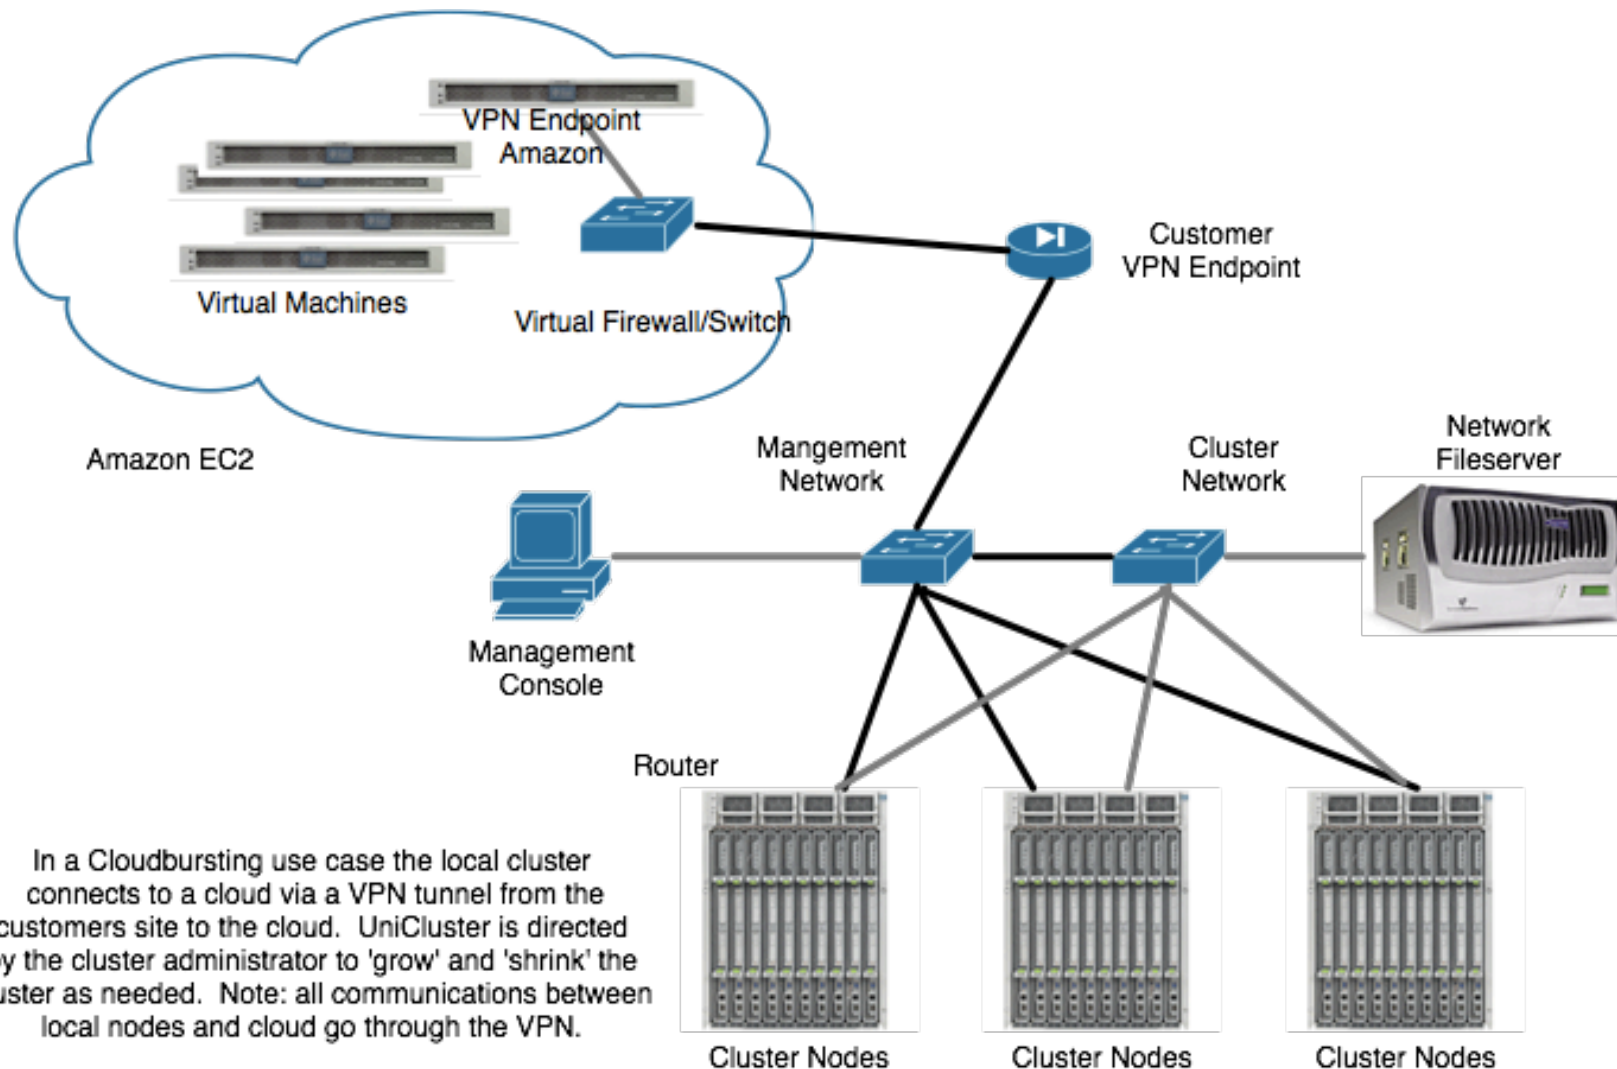 VPN Endpoint
Amazon
Virtual Machines
Virtual Firewall/Switch
Customer
VPN Endpoint
Amazon EC2
Mangement
Network
Cluster
Network
Network
Fileserver
Management
Console
Router
In a Cloudbursting use case the local cluster
connects to a cloud via a VPN tunnel from the
customers site to the cloud.  UniCluster is directed
by the cluster administrator to 'grow' and 'shrink' the
uster as needed.  Note: all communications between
local nodes and cloud go through the VPN.
Cluster Nodes
Cluster Nodes
Cluster Nodes